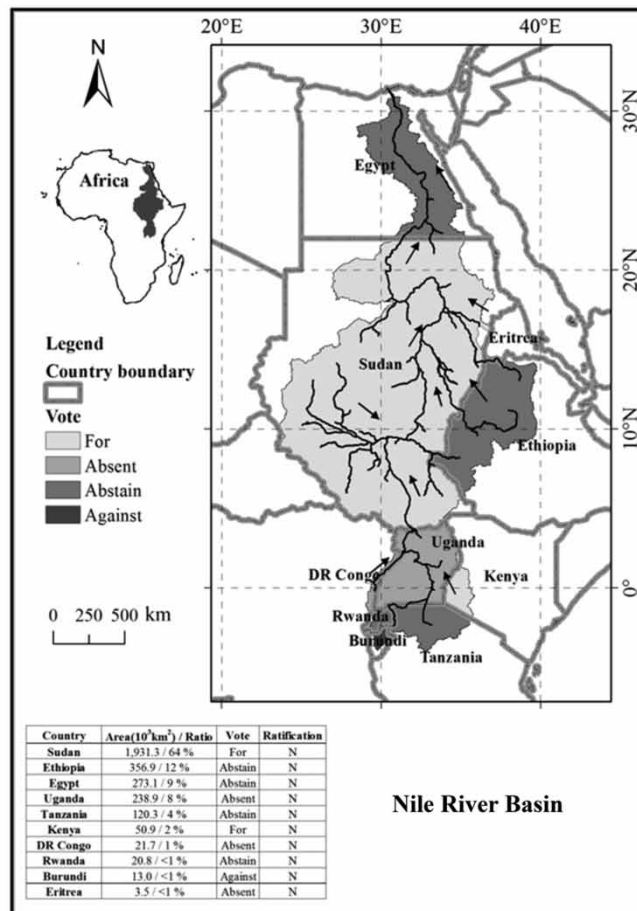 20°E 30°E 40°E
N
Africa
30°N
20°N
10°N
0°
Egypt
Eritrea
Sudan
Ethiopia
Uganda
DR Congo
Kenya
Rwanda
Burundi
Tanzania
Legend
Country boundary
Vote
For
Absent
Abstain
Against
0 250 500 km
Country Area(10³km²) / Ratio Vote Ratification
Sudan 1,931.3 / 64 % For N
Ethiopia 356.9 / 12 % Abstain N
Egypt 273.1 / 9 % Abstain N
Uganda 238.9 / 8 % Absent N
Tanzania 120.3 / 4 % Abstain N
Kenya 50.9 / 2 % For N
DR Congo 21.7 / 1 % Absent N
Rwanda 20.8 / <1 % Abstain N
Burundi 13.0 / <1 % Against N
Eritrea 3.5 / <1 % Absent N
Nile River Basin